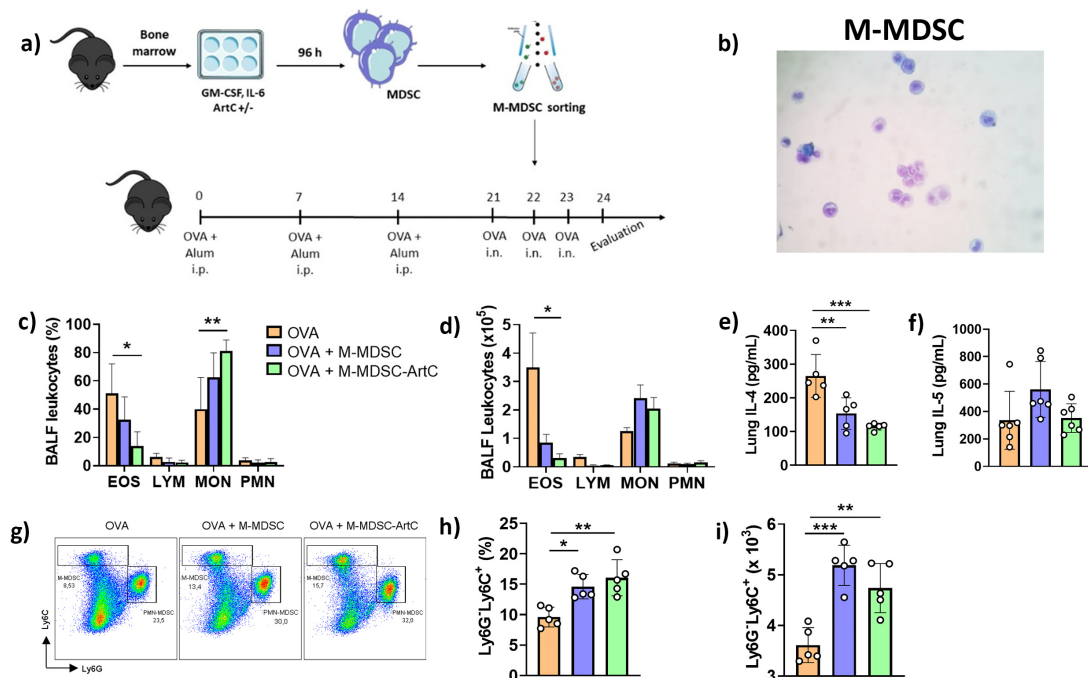 a)
Bone
marrow
GM-CSF, IL-6
ArtC +/-
96 h
MDSC
M-MDSC sorting
0
7
14
21
22
23
24
OVA +
Alum
i.p.
OVA +
Alum
i.p.
OVA +
Alum
i.p.
OVA
i.n.
OVA
i.n.
OVA
i.n.
Evaluation
b)
M-MDSC
c)
BALF leukocytes (%)
100
80
60
40
20
0
*
**
EOS LYM MON PMN
OVA
OVA + M-MDSC
OVA + M-MDSC-ArtC
d)
BALF Leukocytes (x10⁵)
5
4
3
2
1
0
*
EOS LYM MON PMN
e)
Lung IL-4 (pg/mL)
400
300
200
100
0
***
**
f)
Lung IL-5 (pg/mL)
1000
800
600
400
200
0
g)
OVA
OVA + M-MDSC
OVA + M-MDSC-ArtC
M-MDSC
8,53
PMN-MDSC
23,5
M-MDSC
13,4
PMN-MDSC
30,0
M-MDSC
15,7
PMN-MDSC
32,0
Ly6C
Ly6G
h)
Ly6G⁻Ly6C⁺ (%)
25
20
15
10
5
0
**
*
i)
Ly6G⁻Ly6C⁺ (x 10³)
6
5
4
3
**
***